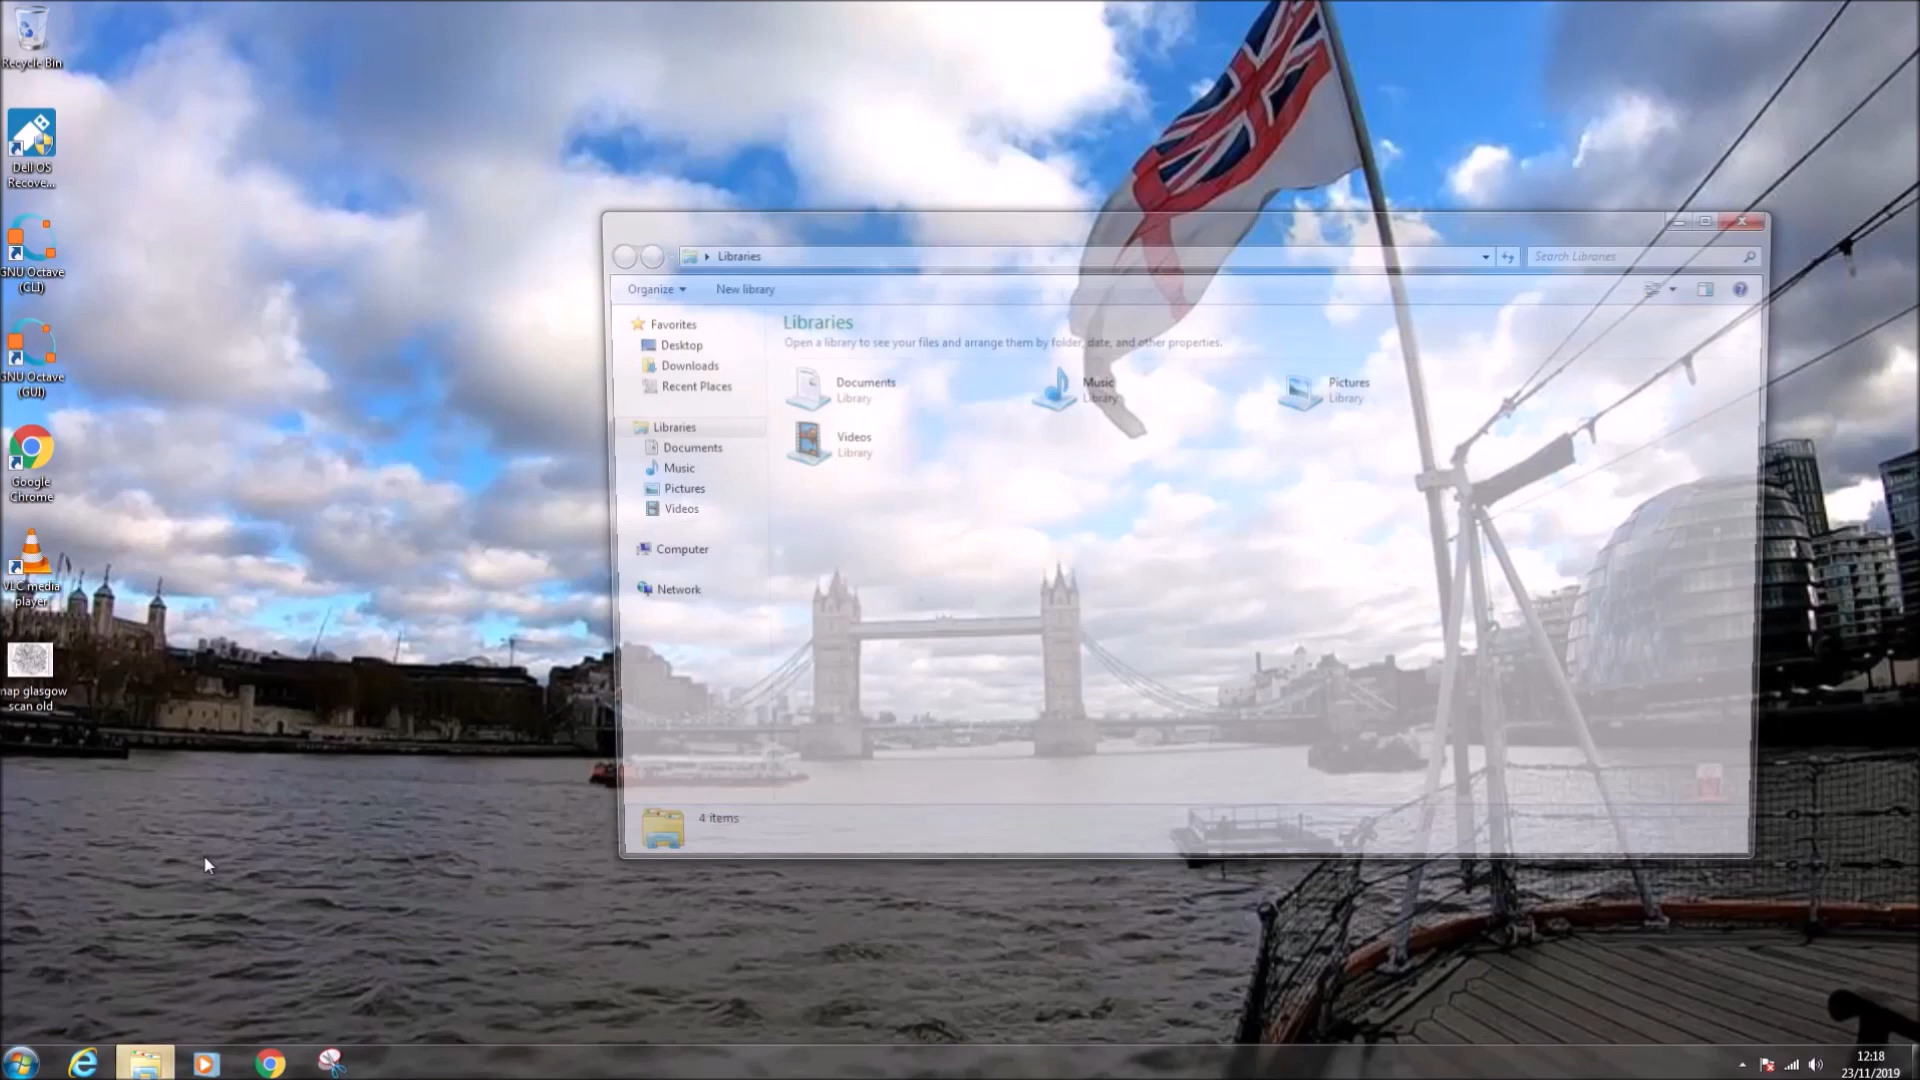 Recycle Bin
Dell OS
Recove...
GNU Octave
(CLI)
GNU Octave
(GUI)
Google
Chrome
VLC media
player
map glasgow
scan old
Libraries
Search Libraries
Organize
New library
Favorites
Desktop
Downloads
Recent Places
Libraries
Documents
Music
Pictures
Videos
Computer
Network
Libraries
Open a library to see your files and arrange them by folder, date, and other properties.
Documents
Library
Music
Library
Pictures
Library
Videos
Library
4 items
12:18
23/11/2019